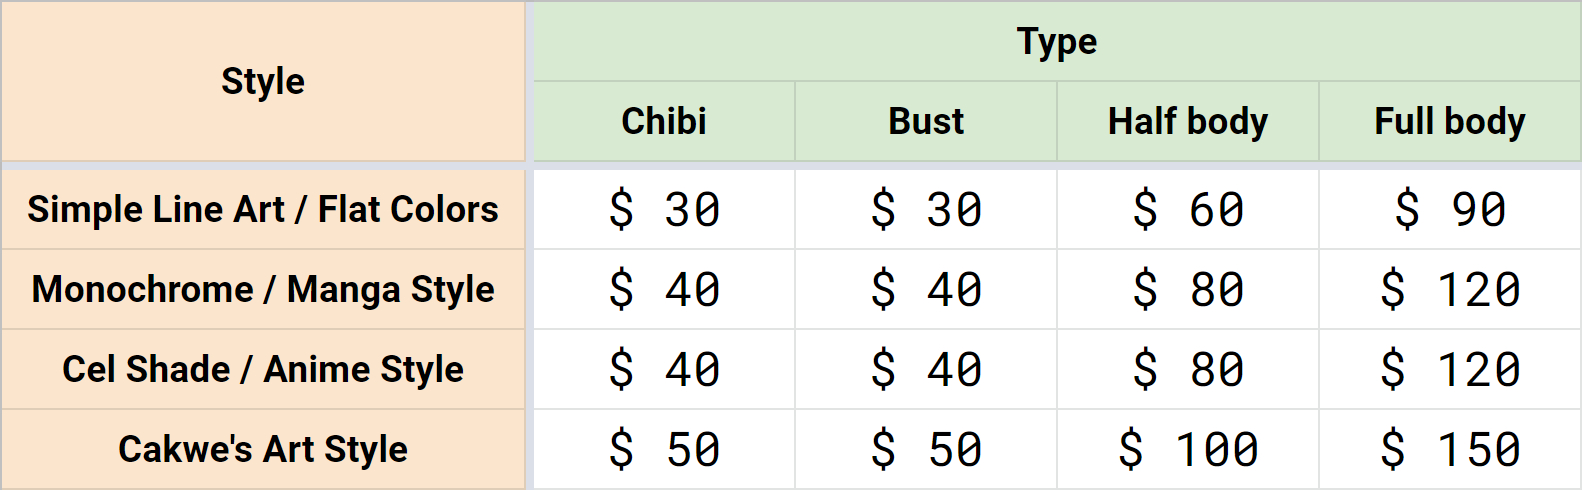 Style
Type
Chibi Bust Half body Full body
Simple Line Art / Flat Colors $ 30 $ 30 $ 60 $ 90
Monochrome / Manga Style $ 40 $ 40 $ 80 $ 120
Cel Shade / Anime Style $ 40 $ 40 $ 80 $ 120
Cakwe's Art Style $ 50 $ 50 $ 100 $ 150